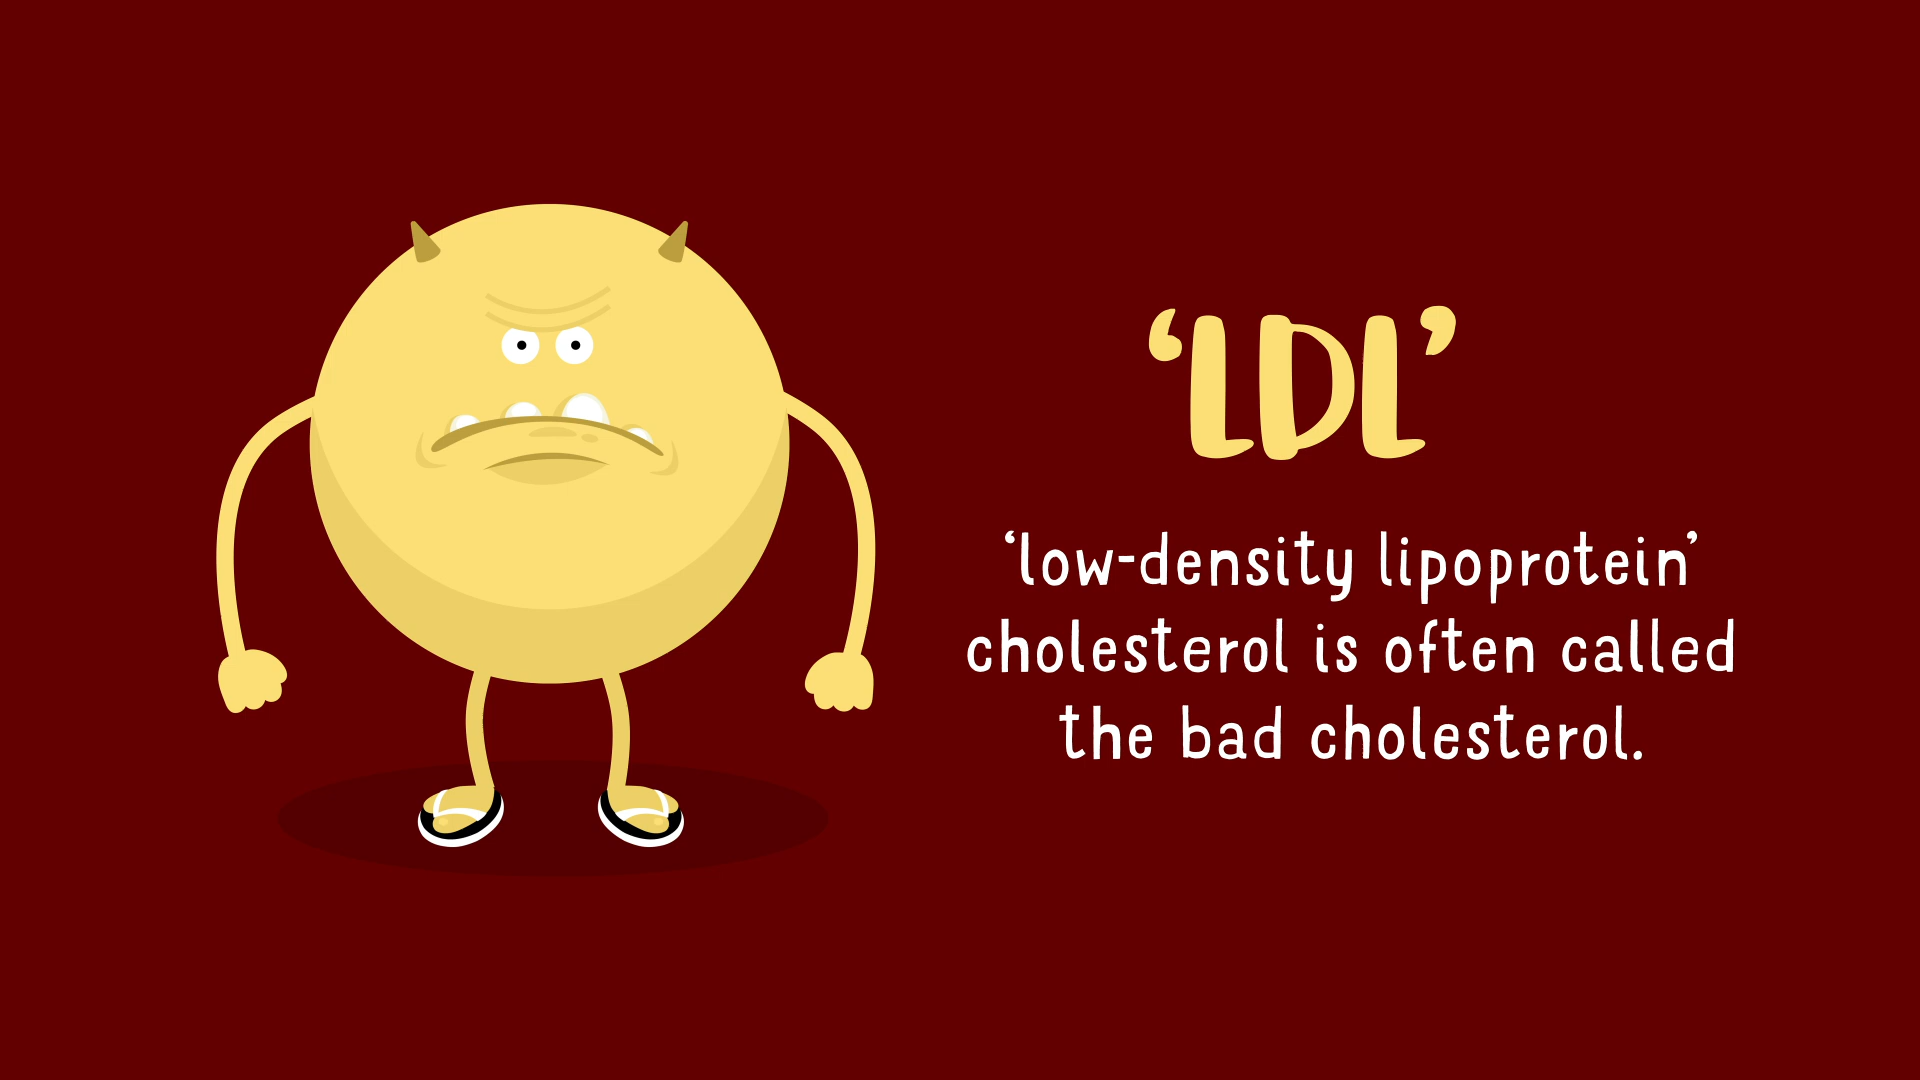 ‘LDL’
‘low-density lipoprotein’
cholesterol is often called
the bad cholesterol.